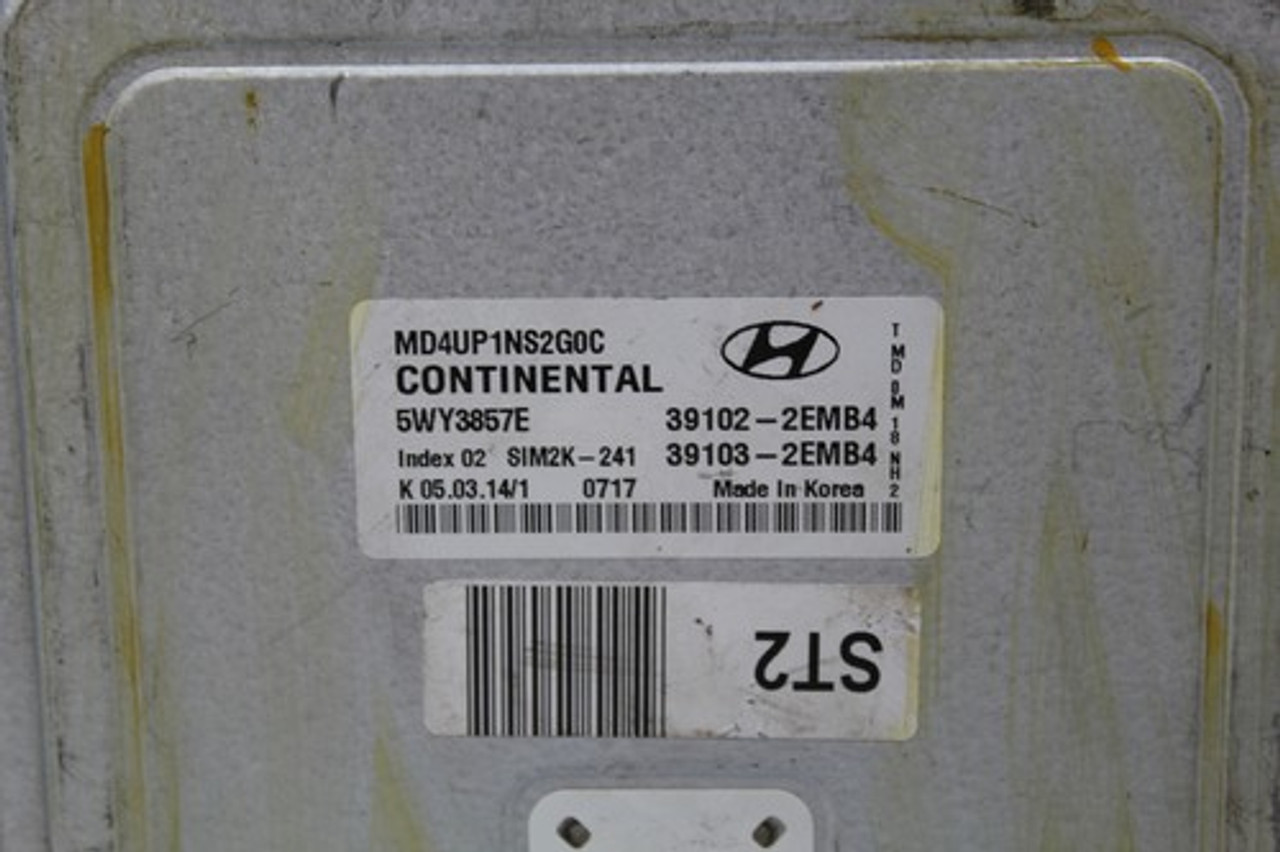 MD4UP1NS2G0C
CONTINENTAL
5WY3857E 39102-2EMB4
Index 02 SIM2K-241 39103-2EMB4
K 05.03.14/1 0717 Made In Korea
ST2